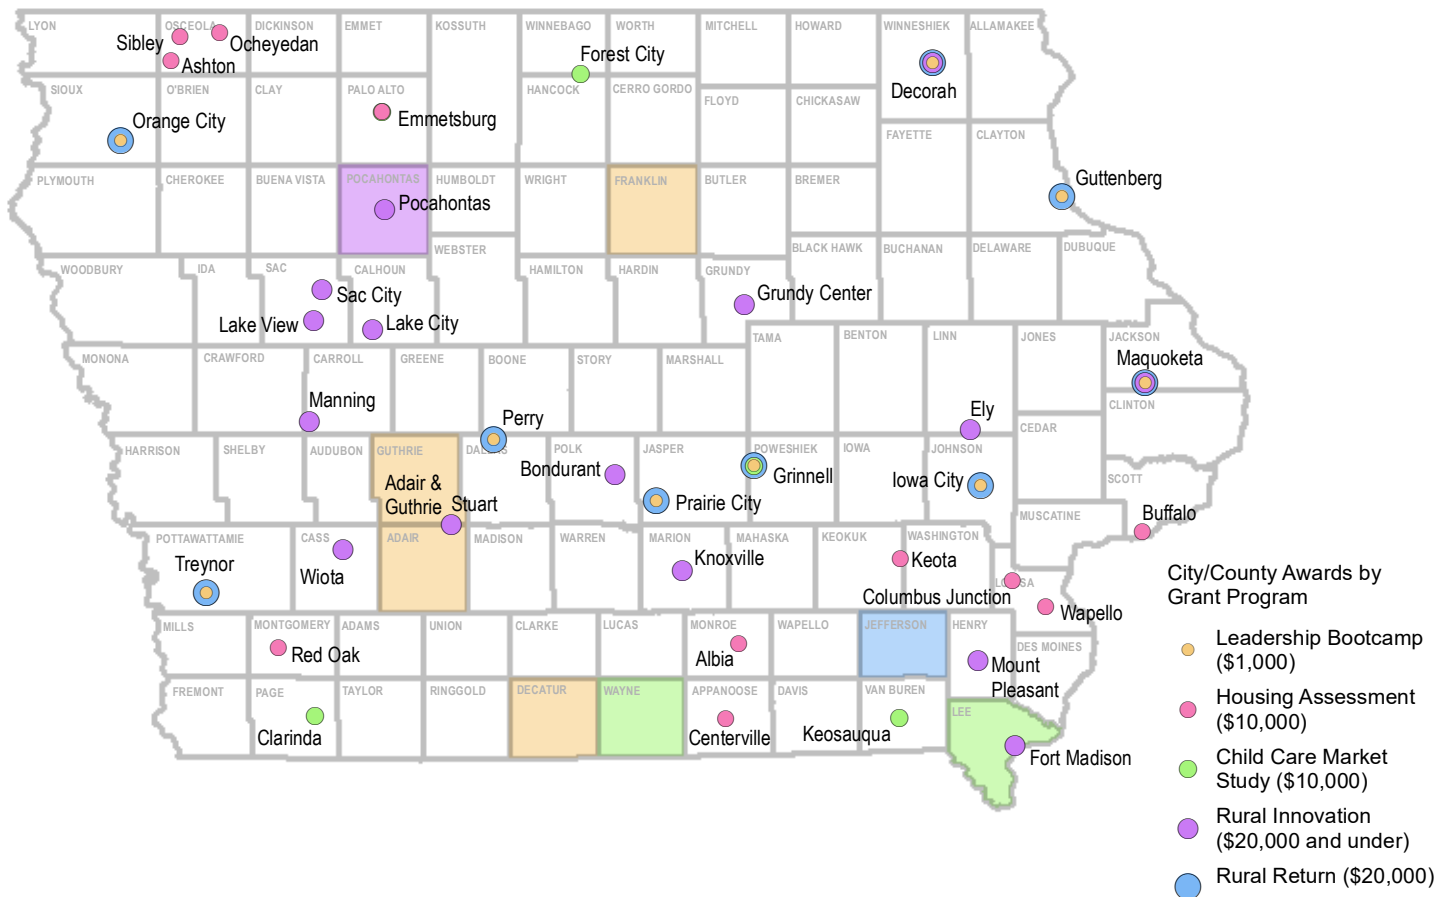 LYON
OSCEOLA
DICKINSON
EMMET
KOSSUTH
WINNEBAGO
WORTH
MITCHELL
HOWARD
WINNESHIEK
ALLAMAKEE
Sibley
Ocheyedan
Ashton
Forest City
Decorah
SIOUX
O'BRIEN
CLAY
PALO ALTO
HANCOCK
CERRO GORDO
FLOYD
CHICKASAW
Orange City
Emmetsburg
FAYETTE
CLAYTON
PLYMOUTH
CHEROKEE
BUENA VISTA
POCAHONTAS
HUMBOLDT
WRIGHT
FRANKLIN
BUTLER
BREMER
Guttenberg
Pocahontas
WEBSTER
BLACK HAWK
BUCHANAN
DELAWARE
DUBUQUE
WOODBURY
IDA
SAC
CALHOUN
HAMILTON
HARDIN
GRUNDY
Sac City
Grundy Center
Lake View
Lake City
TAMA
BENTON
LINN
JONES
JACKSON
Maquoketa
MONONA
CRAWFORD
CARROLL
GREENE
BOONE
STORY
MARSHALL
Manning
Perry
Ely
CLINTON
CEDAR
HARRISON
SHELBY
AUDUBON
GUTHRIE
POLK
JASPER
POWESHIEK
IOWA
JOHNSON
Adair &
Guthrie
Stuart
Bondurant
Prairie City
Grinnell
Iowa City
SCOTT
MUSCATINE
Buffalo
POTTAWATTAMIE
CASS
ADAIR
MADISON
WARREN
MARION
MAHASKA
KEOKUK
WASHINGTON
Treynor
Wiota
Knoxville
Keota
Columbus Junction
Wapello
MILLS
MONTGOMERY
ADAMS
UNION
CLARKE
LUCAS
MONROE
WAPELLO
JEFFERSON
HENRY
DES MOINES
Red Oak
Albia
Mount
Pleasant
FREMONT
PAGE
TAYLOR
RINGGOLD
DECATUR
WAYNE
APPANOOSE
DAVIS
VAN BUREN
LEE
Clarinda
Centerville
Keosauqua
Fort Madison
City/County Awards by
Grant Program
Leadership Bootcamp
($1,000)
Housing Assessment
($10,000)
Child Care Market
Study ($10,000)
Rural Innovation
($20,000 and under)
Rural Return ($20,000)